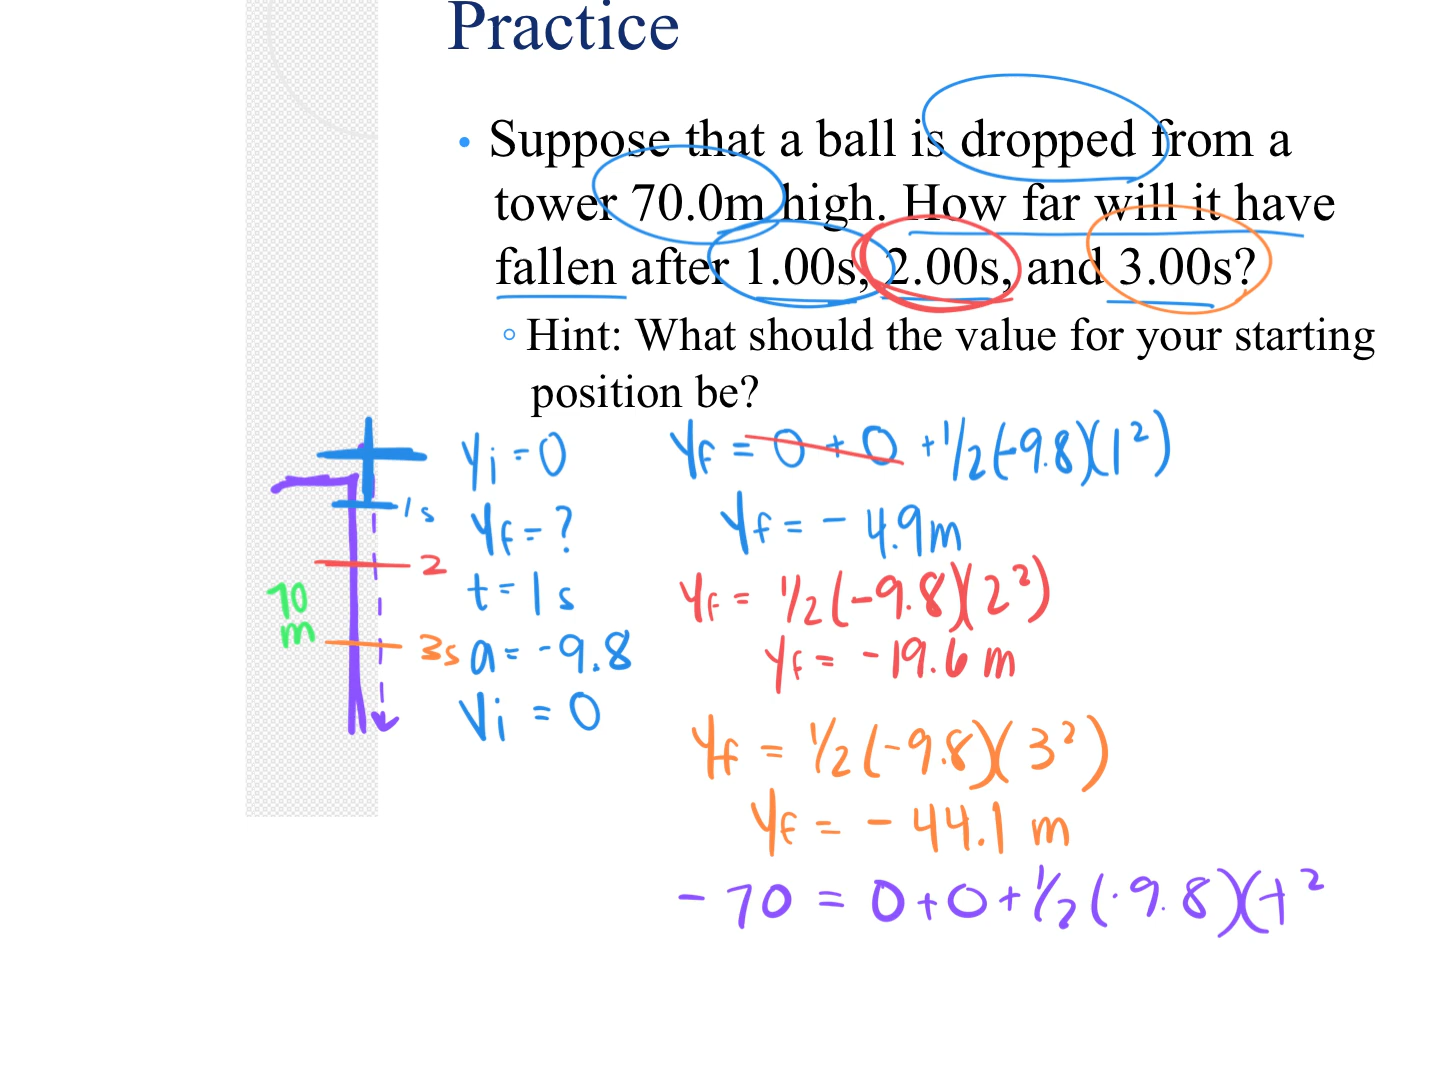 Practice
• Suppose that a ball is dropped from a
tower 70.0m high. How far will it have
fallen after 1.00s, 2.00s, and 3.00s?
◦ Hint: What should the value for your starting
position be?
1s
2
3s
70
m
yi = 0
yf = ?
t = 1 s
a = -9.8
Vi = 0
yf = 0 + 0 + 1/2(-9.8)(1²)
yf = - 4.9m
yf = 1/2(-9.8)(2²)
yf = -19.6 m
yf = 1/2(-9.8)(3²)
yf = - 44.1 m
- 70 = 0+0+1/2(-9.8)(t²